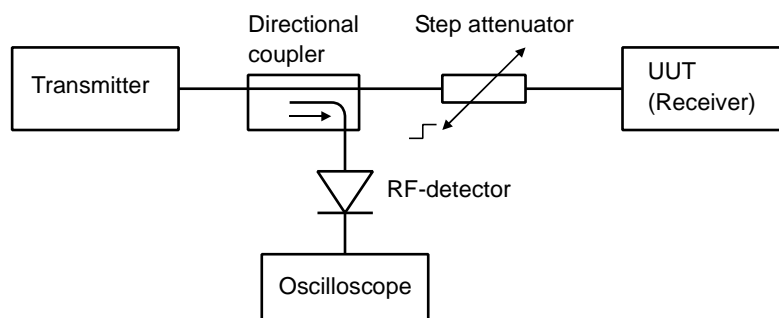 Directional
coupler
Step attenuator
Transmitter
UUT
(Receiver)
RF-detector
Oscilloscope